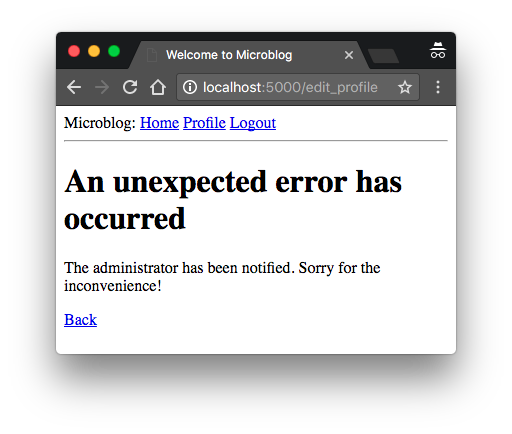 Welcome to Microblog
localhost:5000/edit_profile
Microblog: Home Profile Logout
An unexpected error has
occurred
The administrator has been notified. Sorry for the
inconvenience!
Back